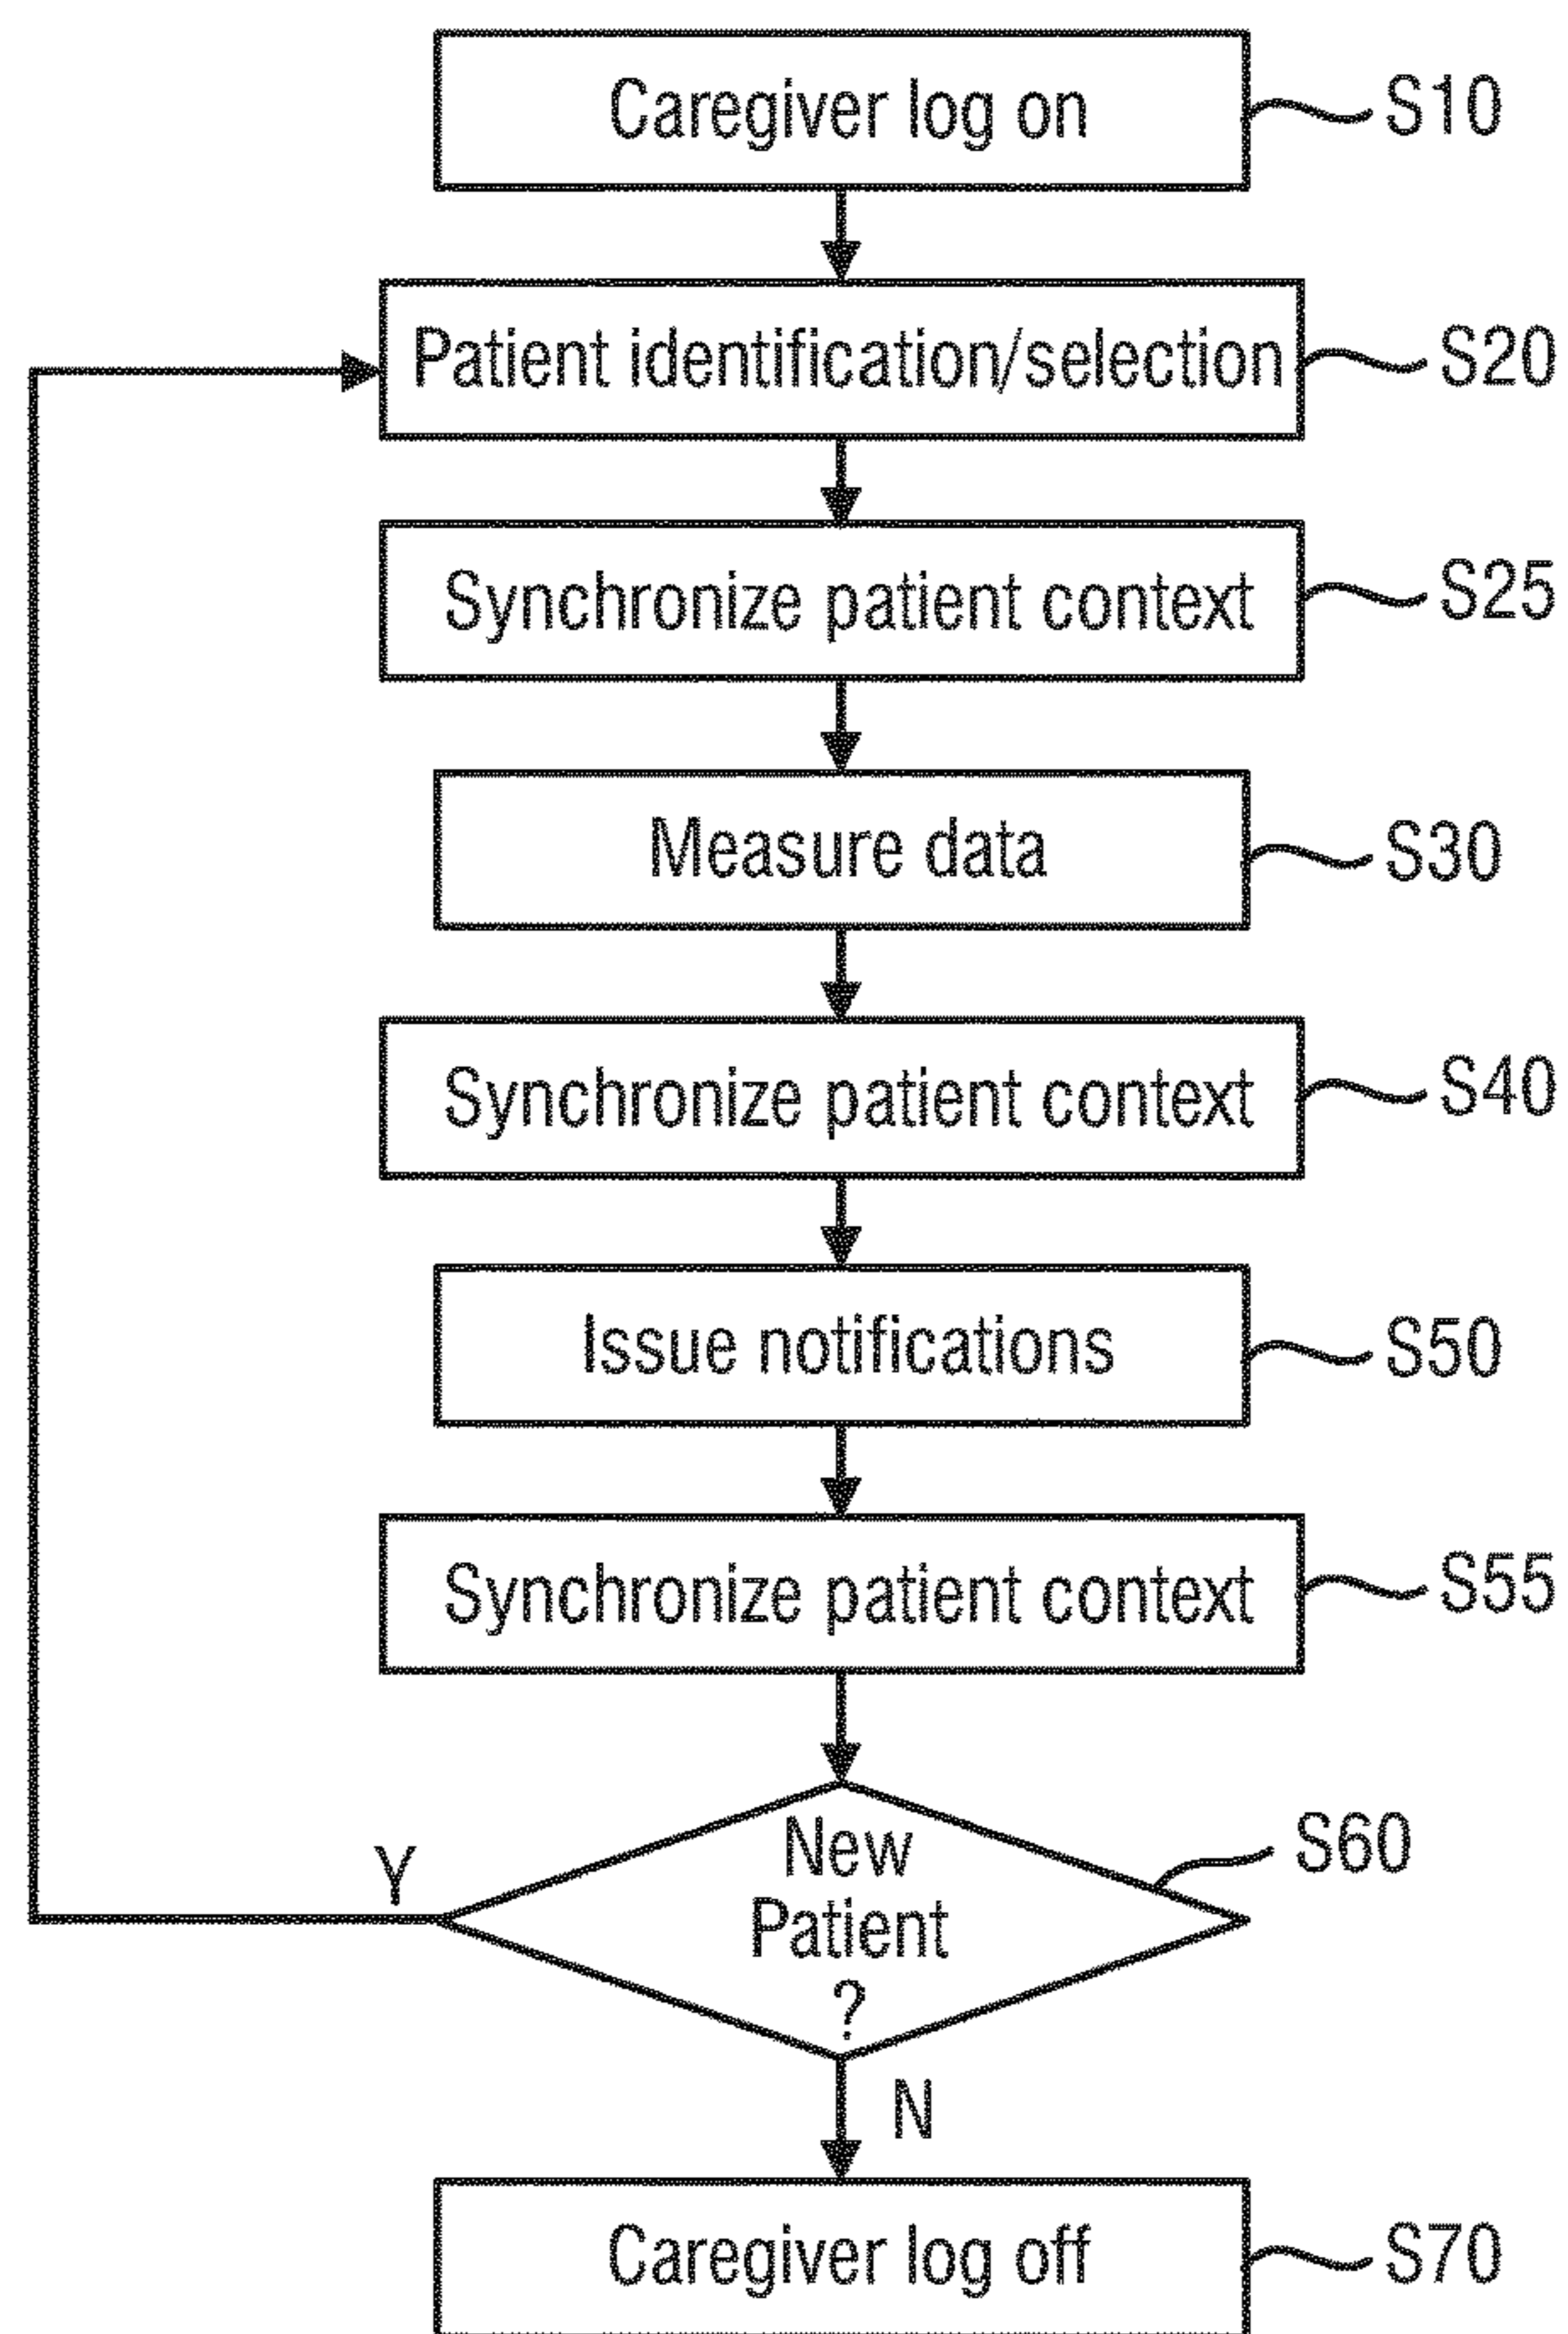 Caregiver log on S10
Patient identification/selection S20
Synchronize patient context S25
Measure data S30
Synchronize patient context S40
Issue notifications S50
Synchronize patient context S55
New
Patient
?
S60
Y
N
Caregiver log off S70